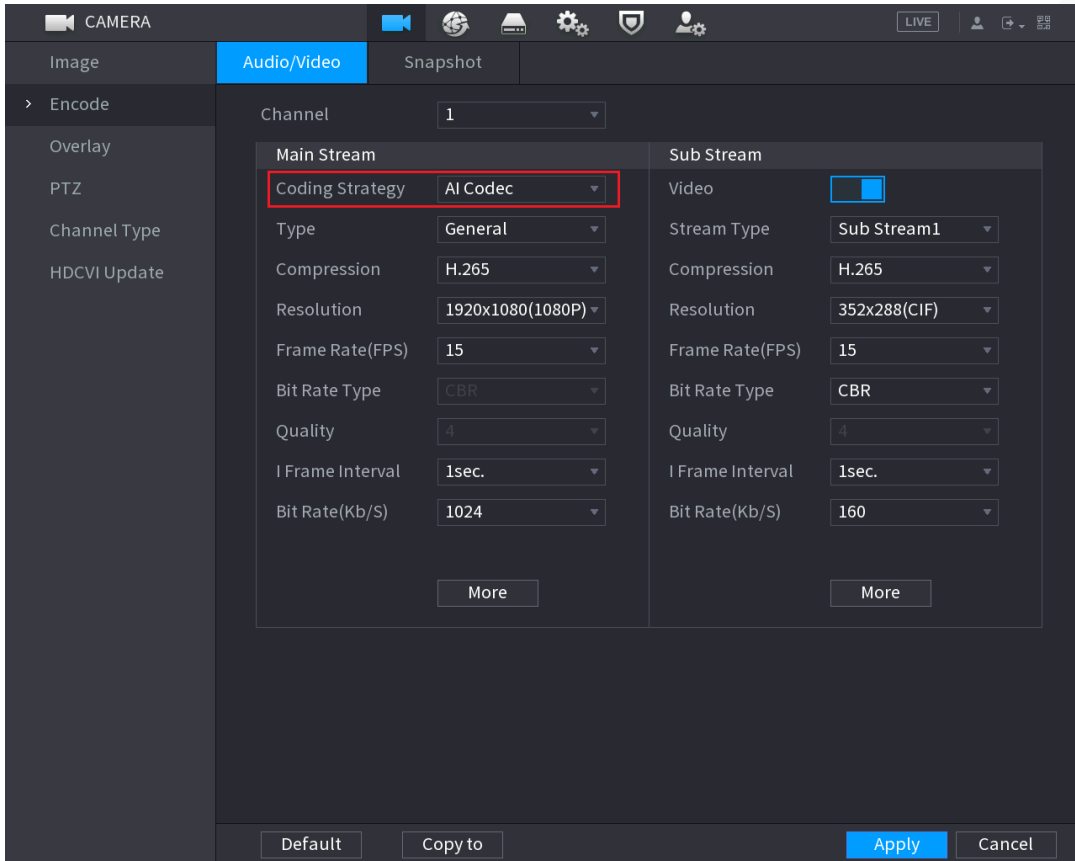 CAMERA LIVE
Image
Encode
Overlay
PTZ
Channel Type
HDCVI Update
Audio/Video Snapshot
Channel 1
Main Stream Sub Stream
Coding Strategy AI Codec Video
Type General Stream Type Sub Stream1
Compression H.265 Compression H.265
Resolution 1920x1080(1080P) Resolution 352x288(CIF)
Frame Rate(FPS) 15 Frame Rate(FPS) 15
Bit Rate Type CBR Bit Rate Type CBR
Quality 4 Quality 4
I Frame Interval 1sec. I Frame Interval 1sec.
Bit Rate(Kb/S) 1024 Bit Rate(Kb/S) 160
More More
Default Copy to Apply Cancel